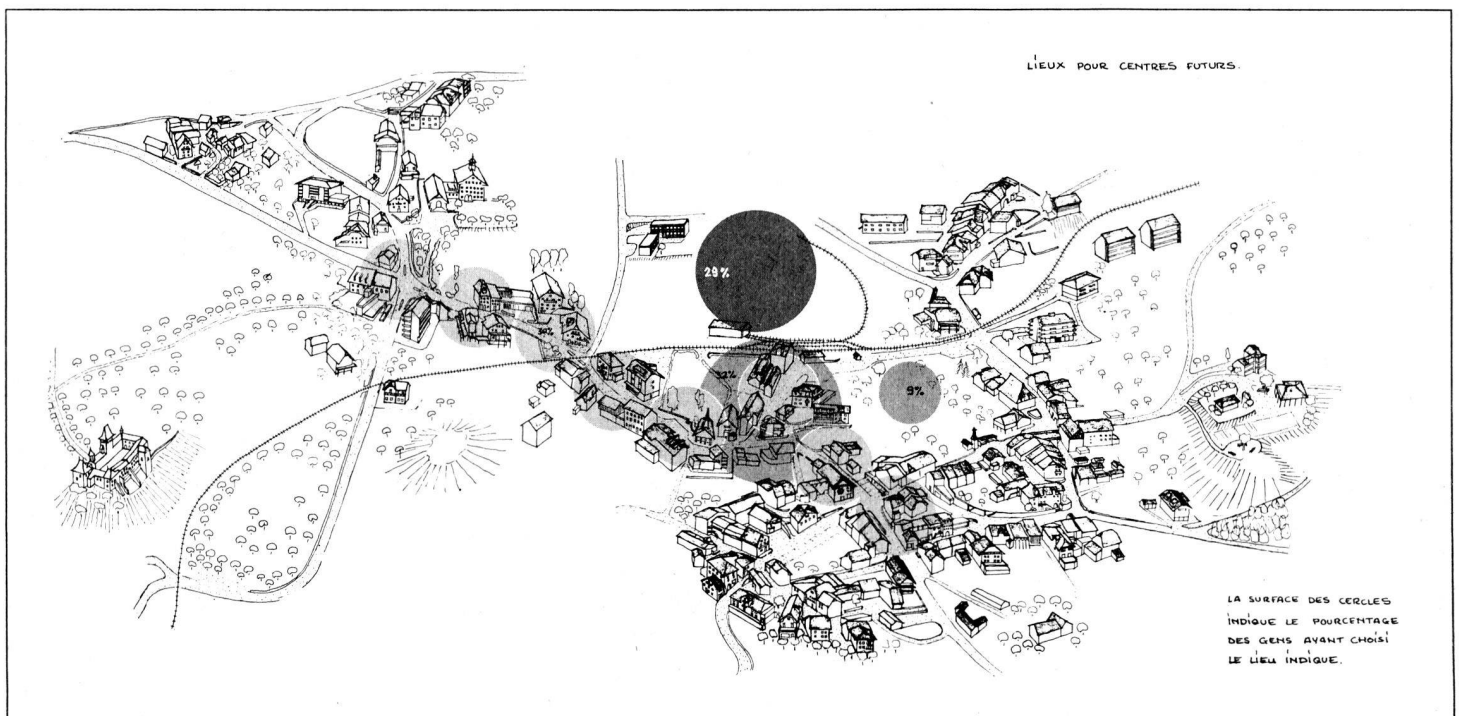 LIEUX POUR CENTRES FUTURS.
29%
32%
9%
LA SURFACE DES CERCLES
INDIQUE LE POURCENTAGE
DES GENS AYANT CHOISI
LE LIEU INDIQUE.